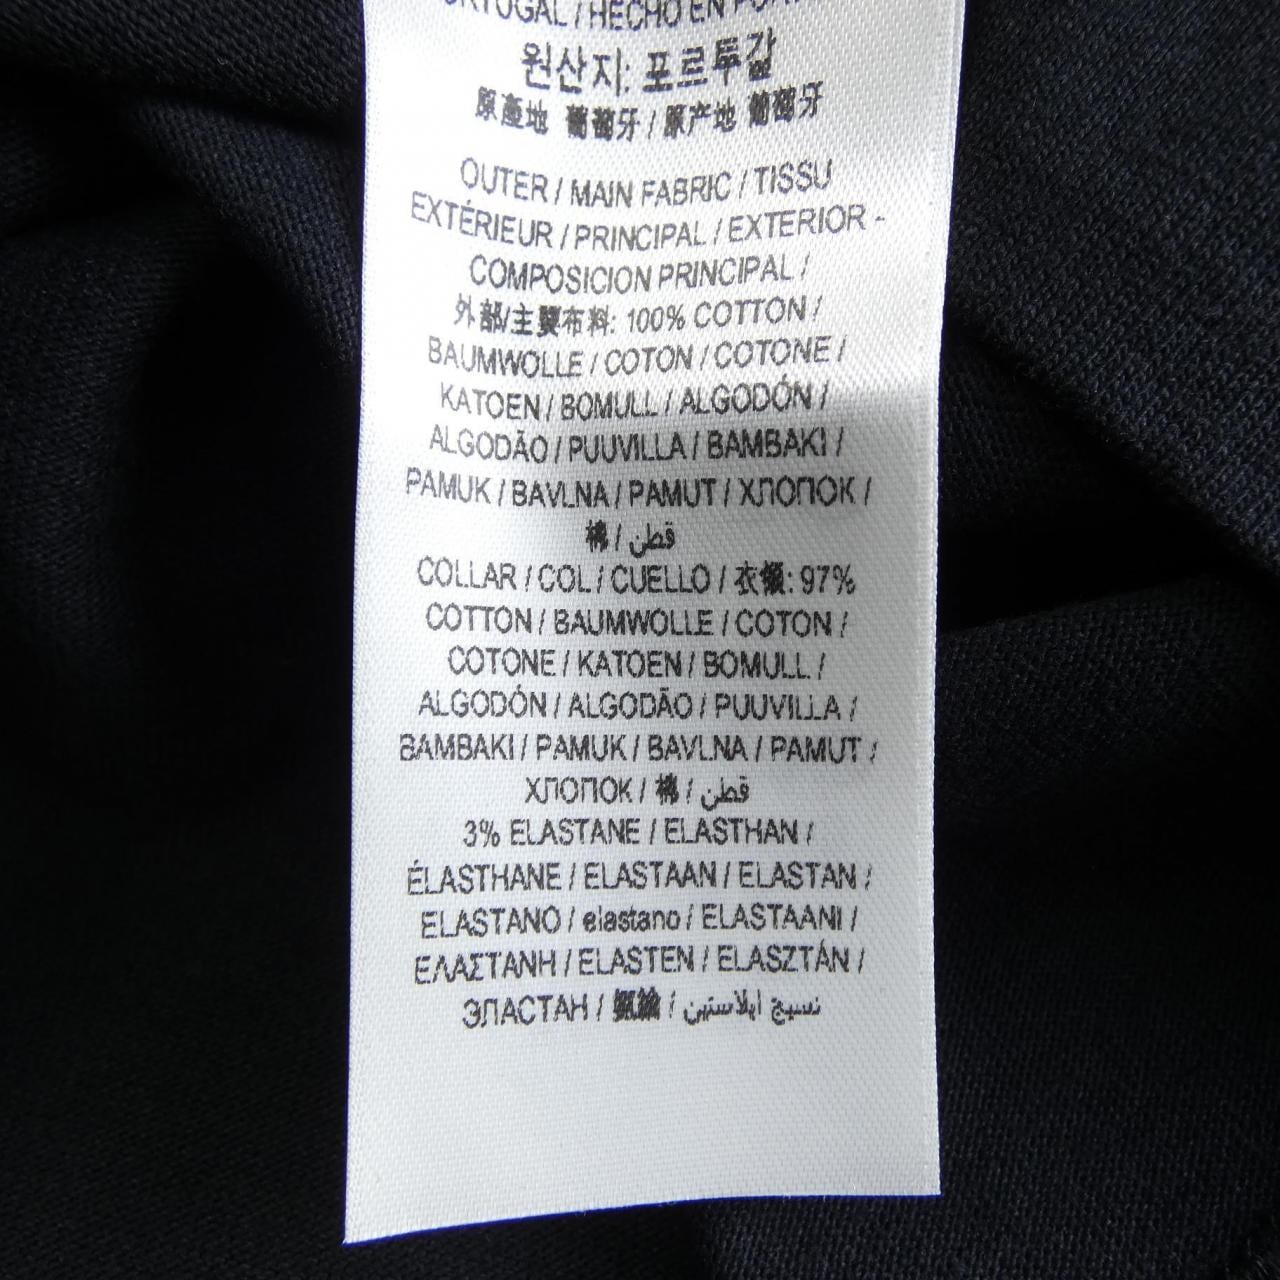 PORTUGAL / HECHO EN
원산지: 포르투갈
原產地 葡萄牙 / 原产地 葡萄牙
OUTER / MAIN FABRIC / TISSU
EXTÉRIEUR / PRINCIPAL / EXTERIOR -
COMPOSICION PRINCIPAL /
外部/主要布料: 100% COTTON /
BAUMWOLLE / COTON / COTONE /
KATOEN / BOMULL / ALGODÓN /
ALGODÃO / PUUVILLA / BAMBAKI /
PAMUK / BAVLNA / PAMUT / ХЛОПОК /
棉 / قطن
COLLAR / COL / CUELLO / 衣领: 97%
COTTON / BAUMWOLLE / COTON /
COTONE / KATOEN / BOMULL /
ALGODÓN / ALGODÃO / PUUVILLA /
BAMBAKI / PAMUK / BAVLNA / PAMUT /
ХЛОПОК / 棉 / قطن
3% ELASTANE / ELASTHAN /
ÉLASTHANE / ELASTAAN / ELASTAN /
ELASTANO / elastano / ELASTAANI /
ΕΛΑΣΤΑΝΗ / ELASTEN / ELASZTÁN /
ЭЛАСТАН / 氨綸 / نسيج ايلاستين